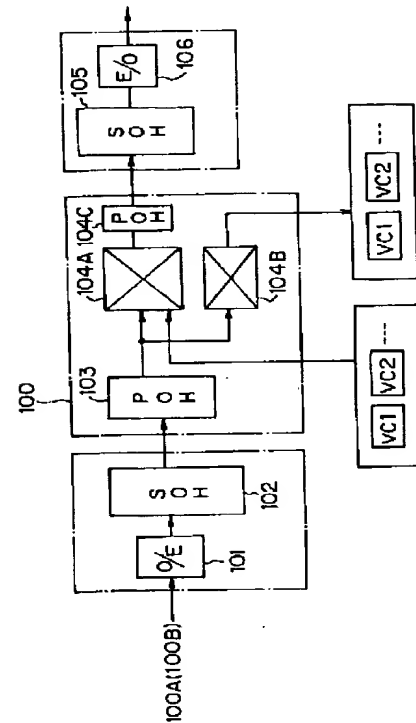 100A(100B)
O/E
101
SOH
102
100
103
POH
104A
104B
POH
104C
105
SOH
E/O
106
VC1
VC2
---
VC1
VC2
---